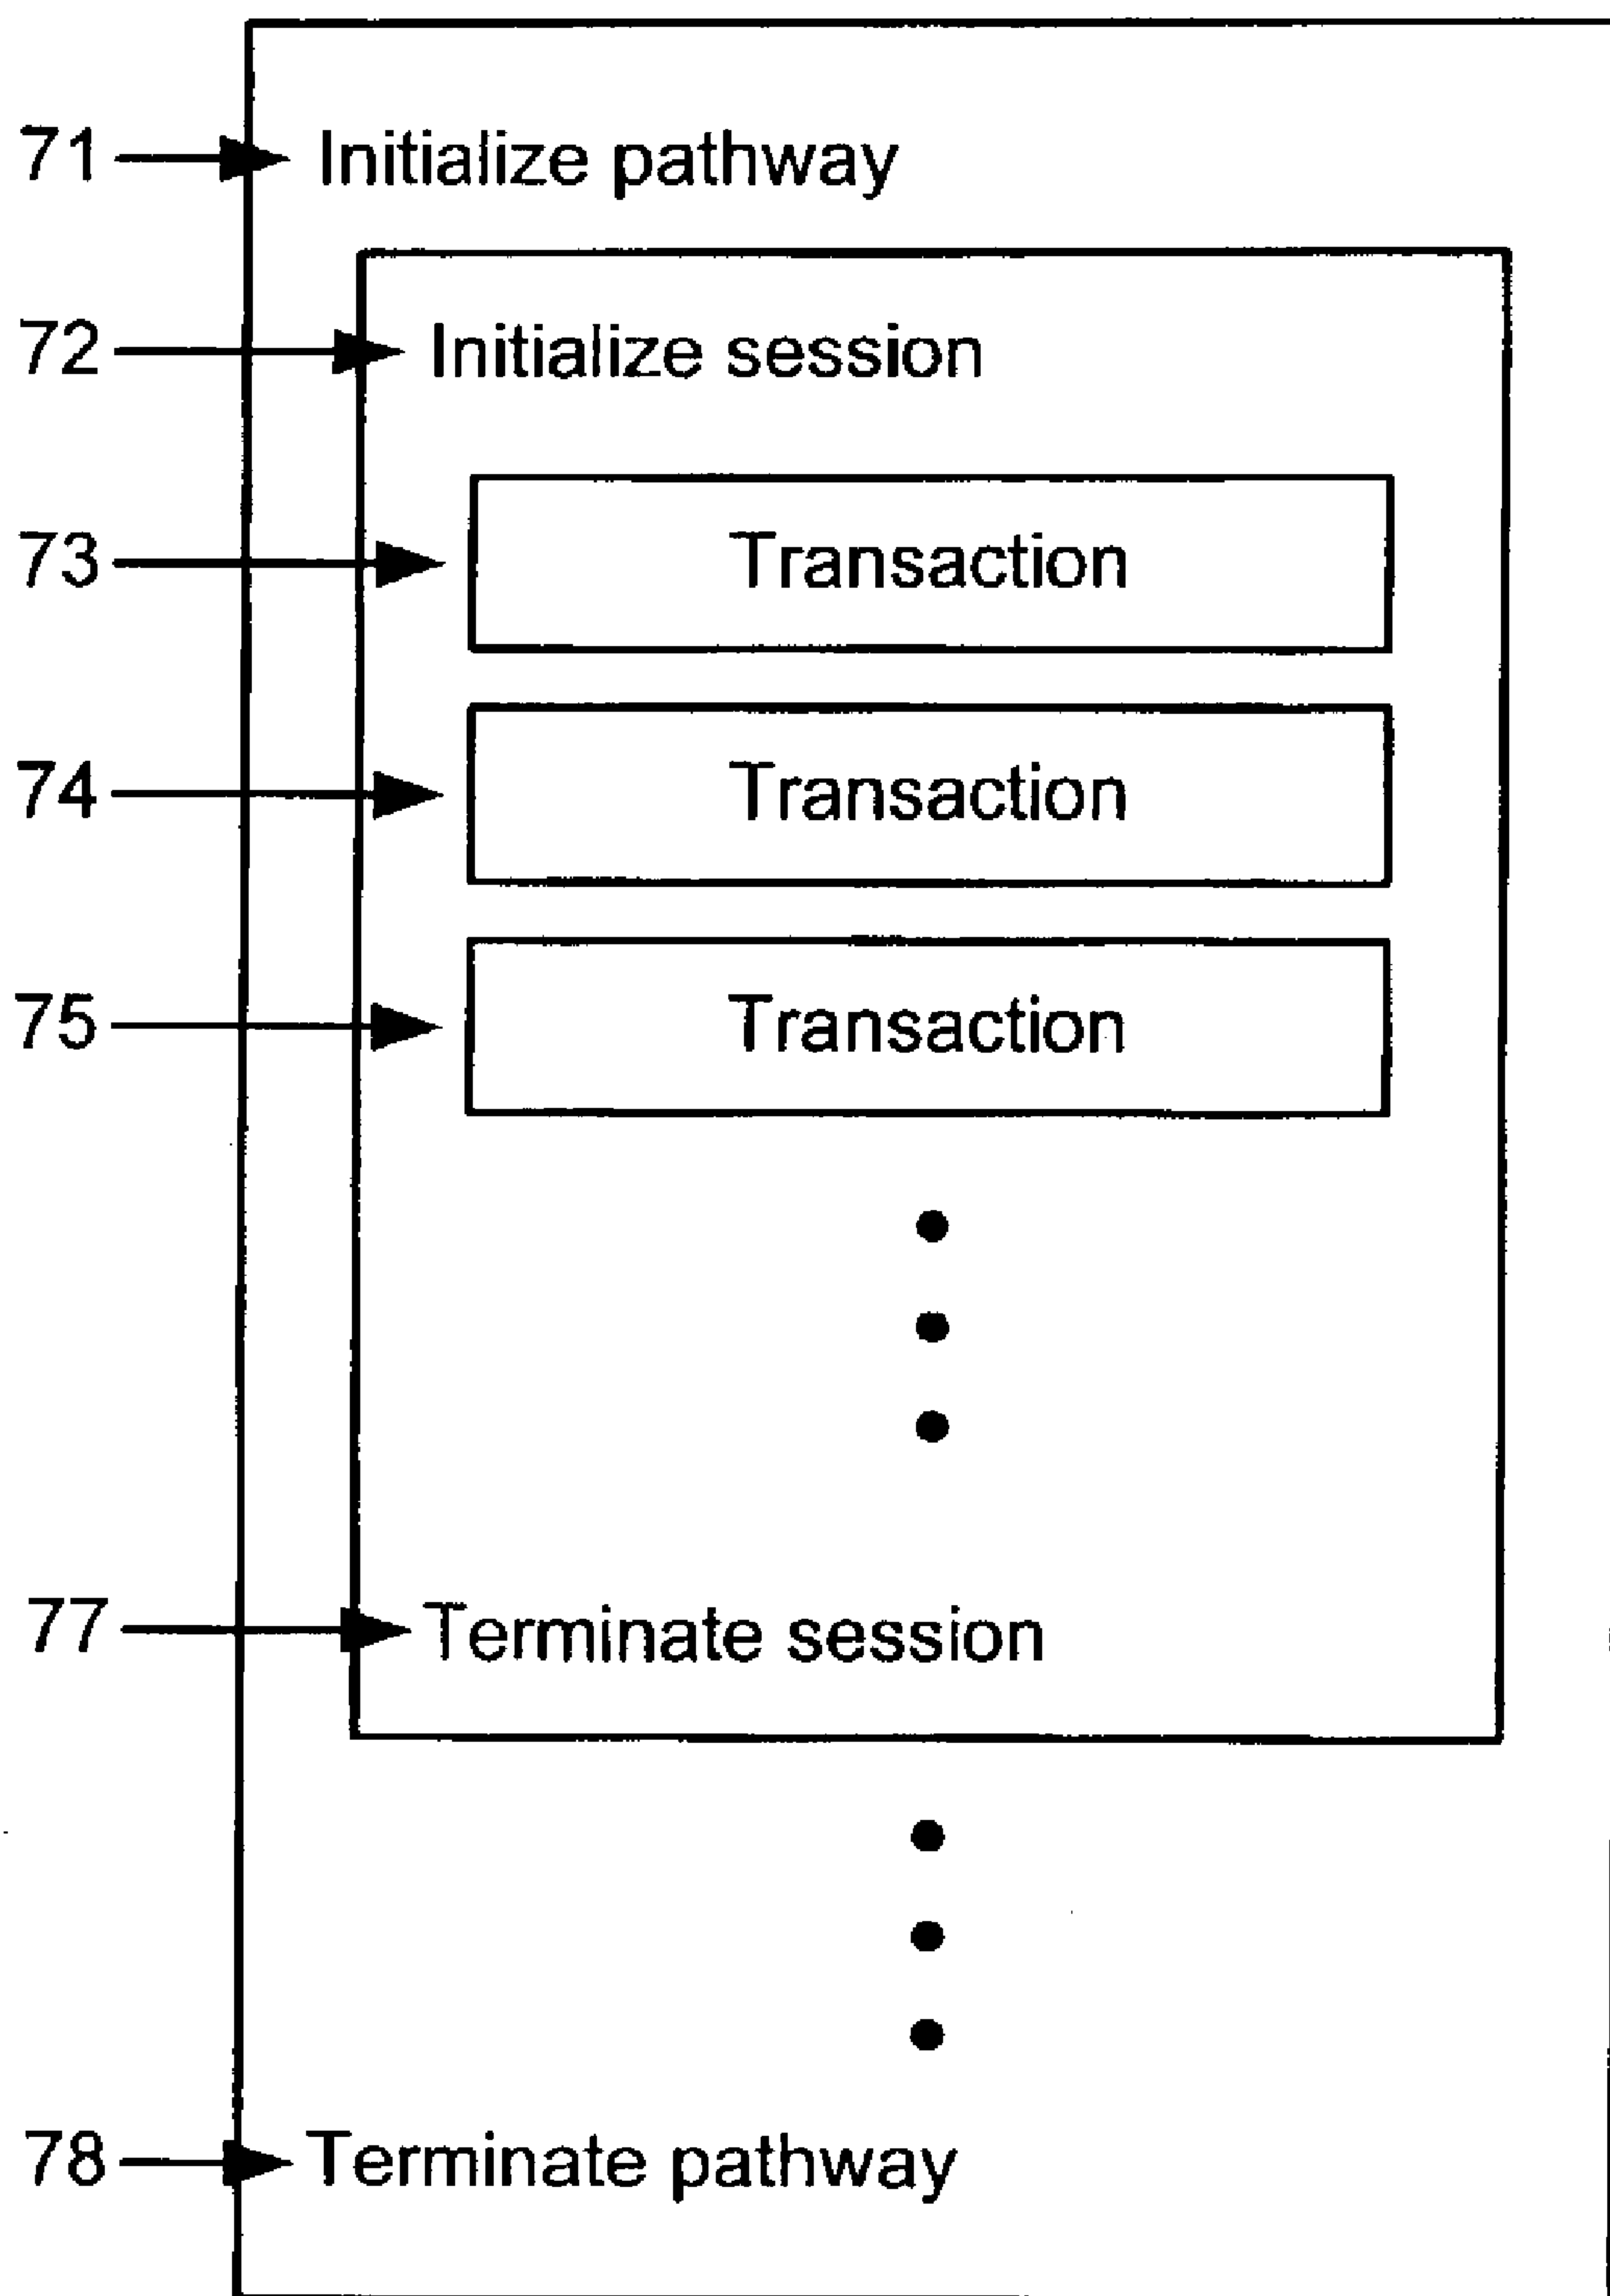 71 Initialize pathway
72 Initialize session
73 Transaction
74 Transaction
75 Transaction
77 Terminate session
78 Terminate pathway